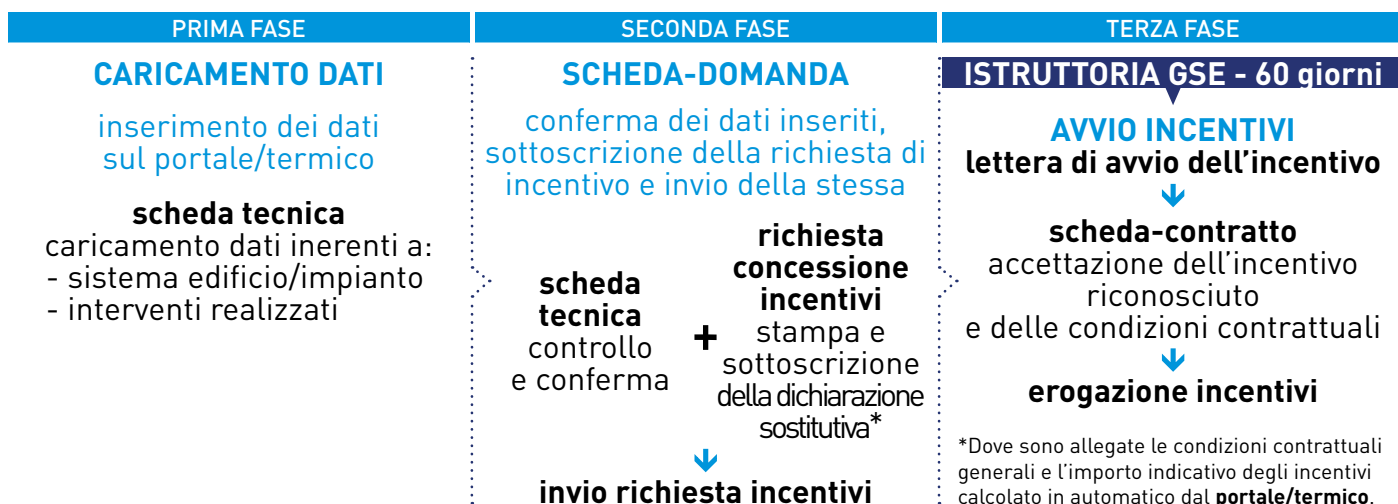 PRIMA FASE
CARICAMENTO DATI
inserimento dei dati
sul portale/termico
scheda tecnica
caricamento dati inerenti a:
- sistema edificio/impianto
- interventi realizzati
SECONDA FASE
SCHEDA-DOMANDA
conferma dei dati inseriti,
sottoscrizione della richiesta di
incentivo e invio della stessa
scheda
tecnica
controllo
e conferma
+
richiesta
concessione
incentivi
stampa e
sottoscrizione
della dichiarazione
sostitutiva*
invio richiesta incentivi
TERZA FASE
ISTRUTTORIA GSE - 60 giorni
AVVIO INCENTIVI
lettera di avvio dell'incentivo
scheda-contratto
accettazione dell'incentivo
riconosciuto
e delle condizioni contrattuali
erogazione incentivi
*Dove sono allegate le condizioni contrattuali
generali e l'importo indicativo degli incentivi
calcolato in automatico dal portale/termico.